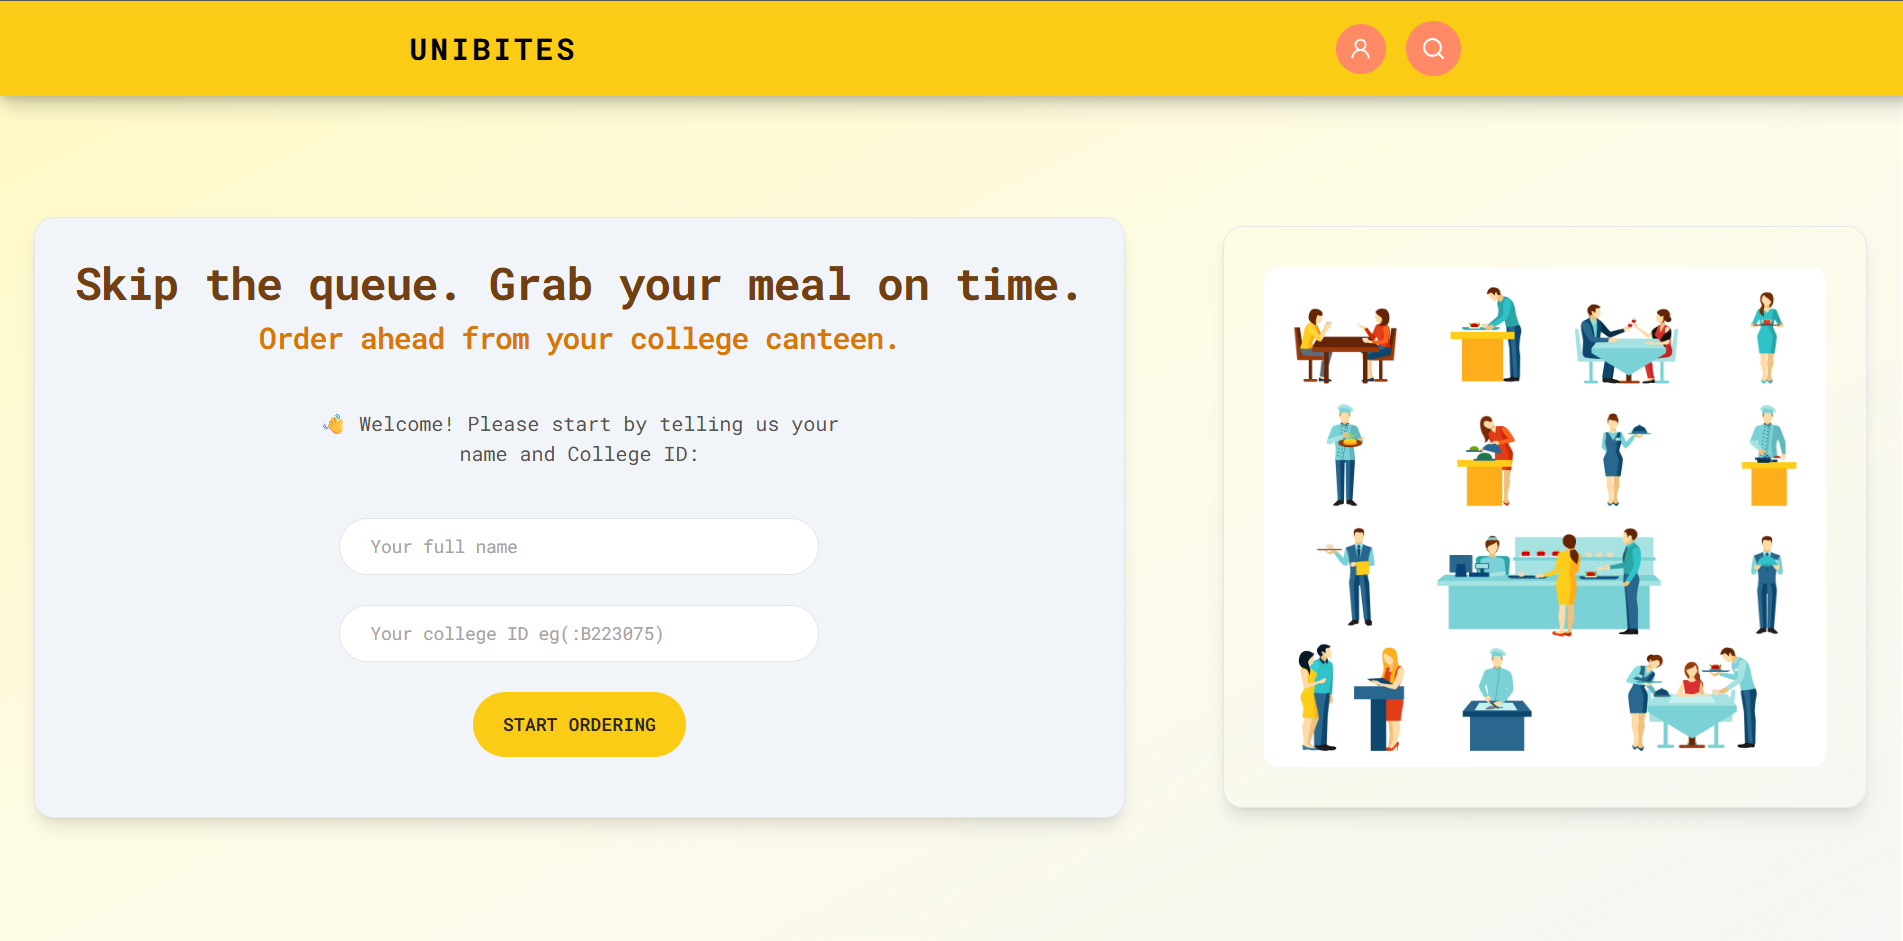 UNIBITES
Skip the queue. Grab your meal on time.
Order ahead from your college canteen.
👋 Welcome! Please start by telling us your
name and College ID:
Your full name
Your college ID eg(:B223075)
START ORDERING